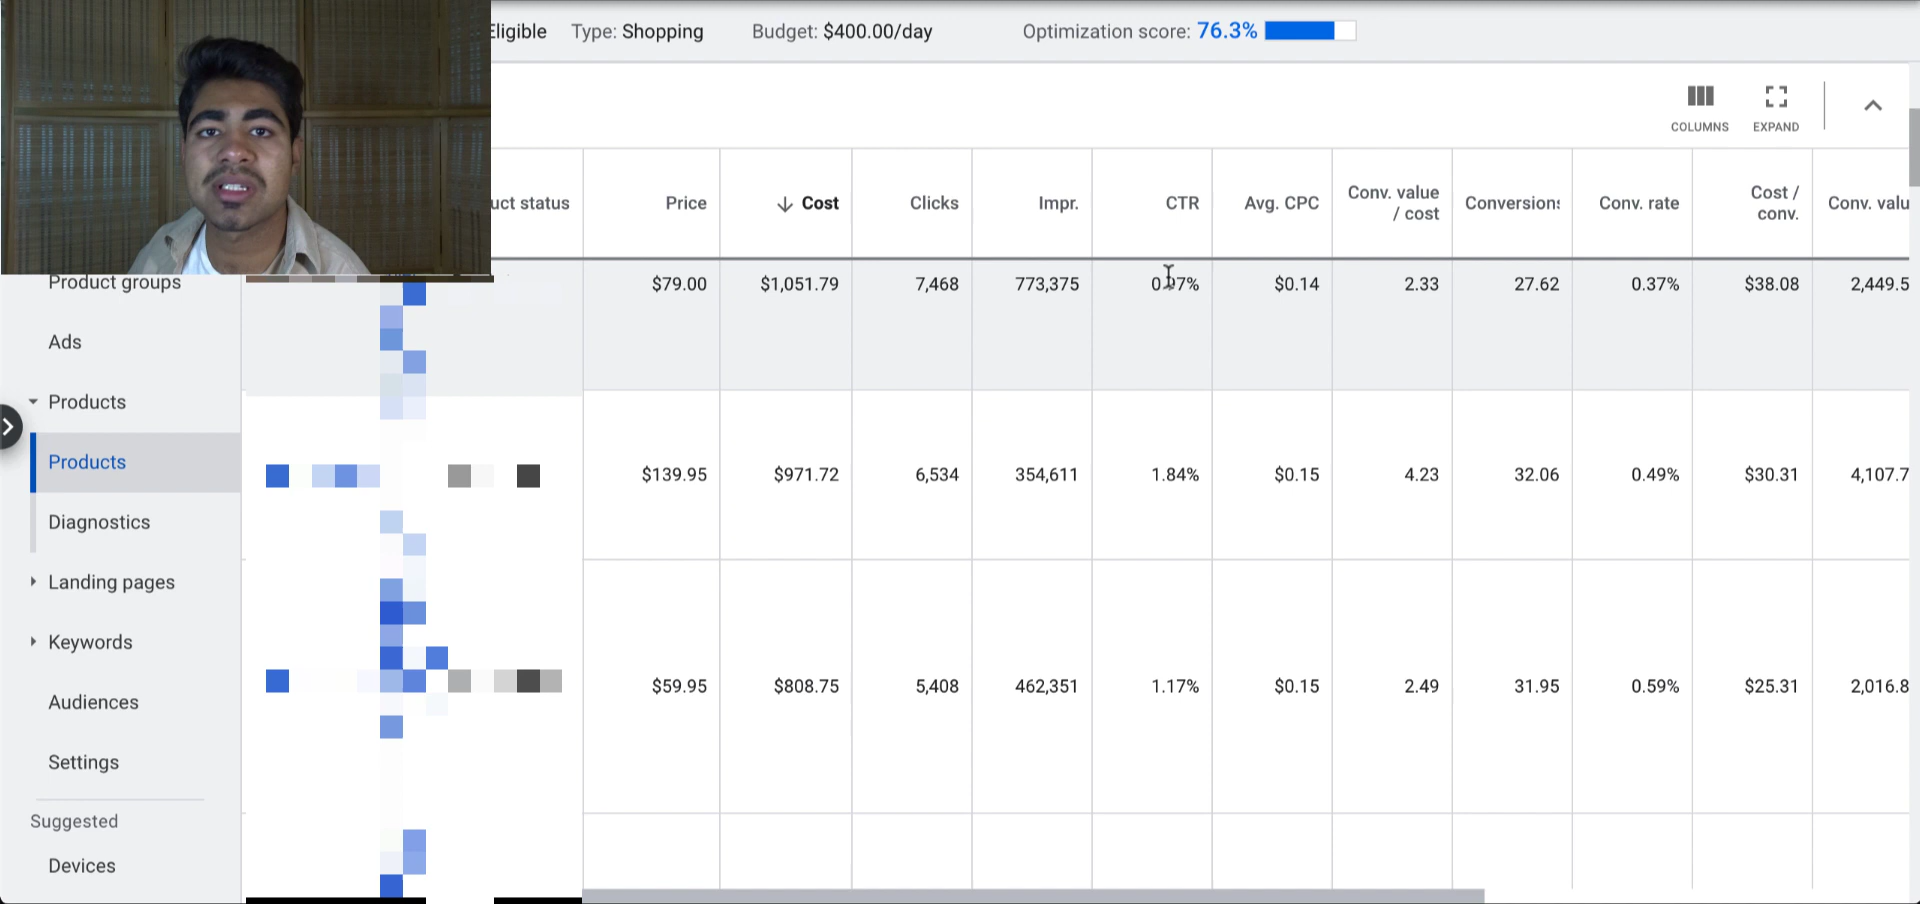 Eligible Type: Shopping Budget: $400.00/day Optimization score: 76.3%
COLUMNS EXPAND
uct status Price Cost Clicks Impr. CTR Avg. CPC Conv. value / cost Conversions Conv. rate Cost / conv. Conv. valu
$79.00 $1,051.79 7,468 773,375 0.97% $0.14 2.33 27.62 0.37% $38.08 2,449.5
$139.95 $971.72 6,534 354,611 1.84% $0.15 4.23 32.06 0.49% $30.31 4,107.7
$59.95 $808.75 5,408 462,351 1.17% $0.15 2.49 31.95 0.59% $25.31 2,016.8
Product groups
Ads
Products
Products
Diagnostics
Landing pages
Keywords
Audiences
Settings
Suggested
Devices